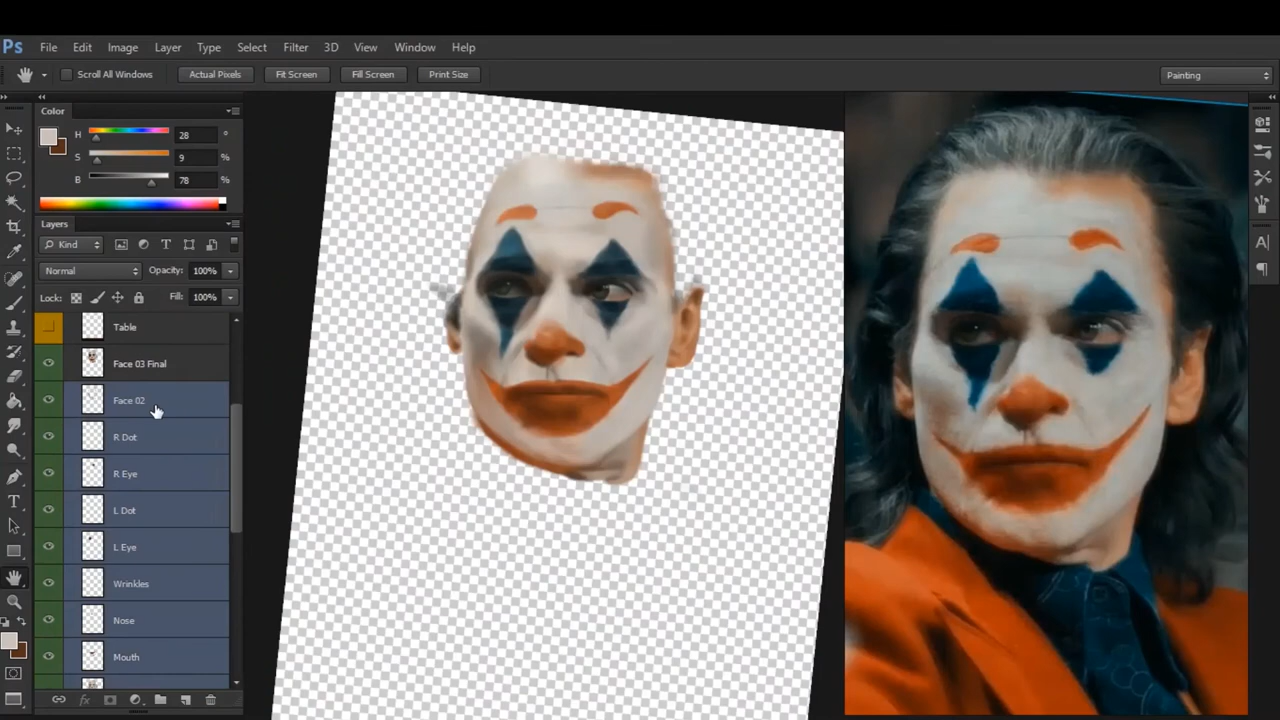 Ps File Edit Image Layer Type Select Filter 3D View Window Help
Scroll All Windows Actual Pixels Fit Screen Fill Screen Print Size Painting
Color
H 28 °
S 9 %
B 78 %
Layers
Kind T
Normal Opacity: 100%
Lock: Fill: 100%
Table
Face 03 Final
Face 02
R Dot
R Eye
L Dot
L Eye
Wrinkles
Nose
Mouth
fx
T
A